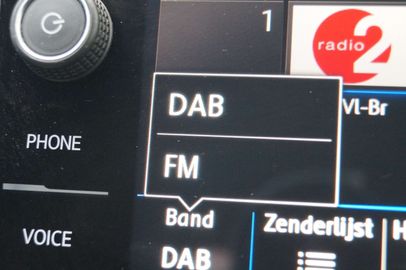 1
radio 2
DAB
Vl-Br
PHONE
FM
Band
Zenderlijst
H
VOICE
DAB